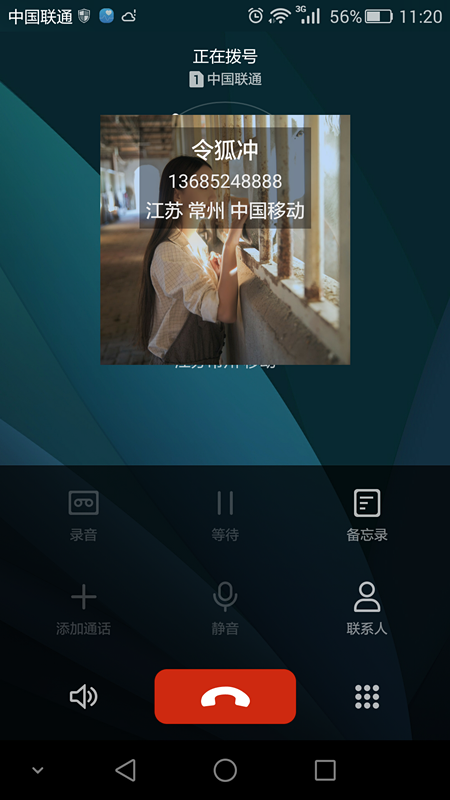 中国联通 3G 56% 11:20
正在拨号
1 中国联通
令狐冲
13685248888
江苏 常州 中国移动
录音 等待 备忘录
添加通话 静音 联系人